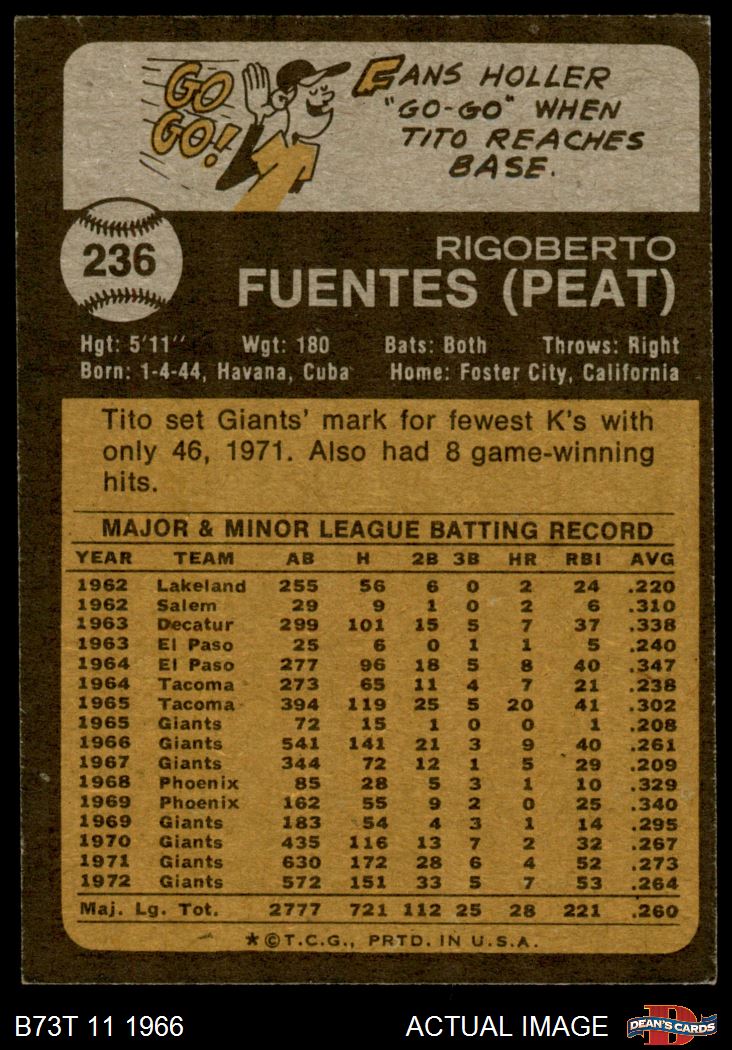 GO
GO!
FANS HOLLER
"GO-GO" WHEN
TITO REACHES
BASE.
236
RIGOBERTO
FUENTES (PEAT)
Hgt: 5'11" Wgt: 180 Bats: Both Throws: Right
Born: 1-4-44, Havana, Cuba Home: Foster City, California
Tito set Giants' mark for fewest K's with
only 46, 1971. Also had 8 game-winning
hits.
MAJOR & MINOR LEAGUE BATTING RECORD
YEAR TEAM AB H 2B 3B HR RBI AVG
1962 Lakeland 255 56 6 0 2 24 .220
1962 Salem 29 9 1 0 2 6 .310
1963 Decatur 299 101 15 5 7 37 .338
1963 El Paso 25 6 0 1 1 5 .240
1964 El Paso 277 96 18 5 8 40 .347
1964 Tacoma 273 65 11 4 7 21 .238
1965 Tacoma 394 119 25 5 20 41 .302
1965 Giants 72 15 1 0 0 1 .208
1966 Giants 541 141 21 3 9 40 .261
1967 Giants 344 72 12 1 5 29 .209
1968 Phoenix 85 28 5 3 1 10 .329
1969 Phoenix 162 55 9 2 0 25 .340
1969 Giants 183 54 4 3 1 14 .295
1970 Giants 435 116 13 7 2 32 .267
1971 Giants 630 172 28 6 4 52 .273
1972 Giants 572 151 33 5 7 53 .264
Maj. Lg. Tot. 2777 721 112 25 28 221 .260
★©T.C.G., PRTD. IN U.S.A.
B73T 11 1966 ACTUAL IMAGE D DEAN'S CARDS